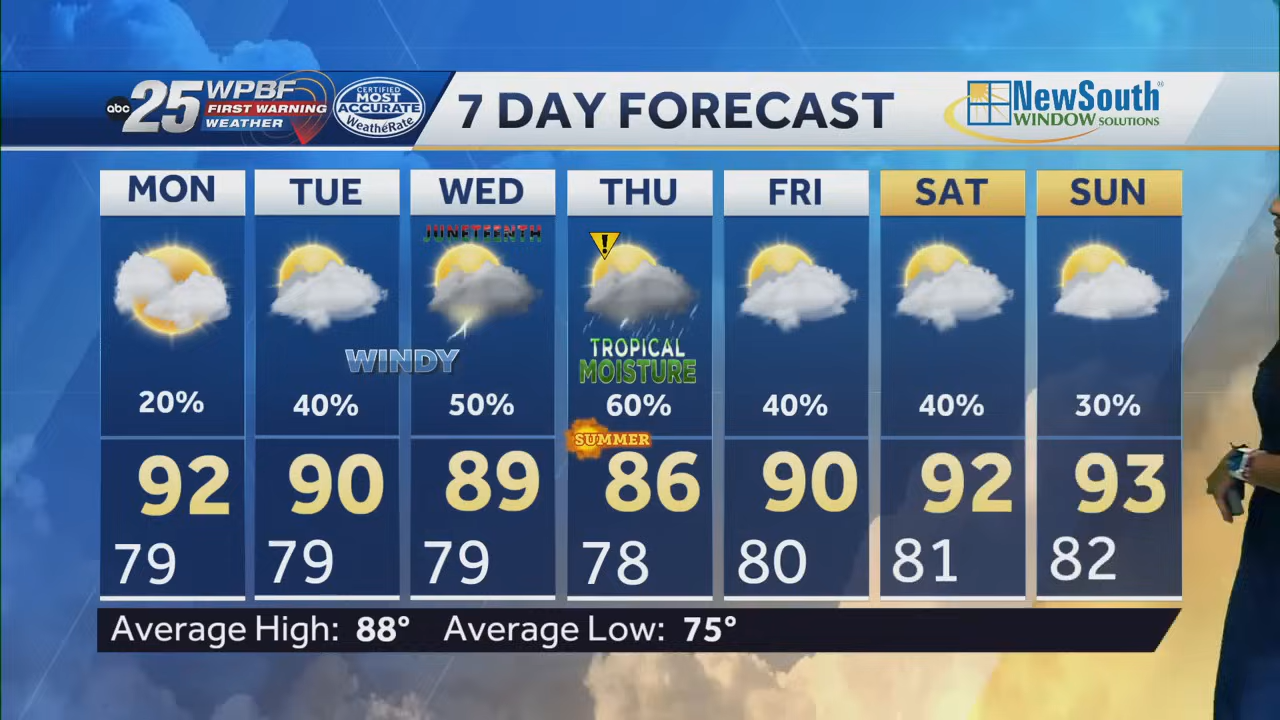 abc 25 WPBF
FIRST WARNING
WEATHER
CERTIFIED
MOST
ACCURATE
WeatheRate
7 DAY FORECAST
NewSouth
WINDOW SOLUTIONS
MON TUE WED THU FRI SAT SUN
JUNETEENTH
!
WINDY
TROPICAL
MOISTURE
20% 40% 50% 60% 40% 40% 30%
SUMMER
92 90 89 86 90 92 93
79 79 79 78 80 81 82
Average High: 88° Average Low: 75°